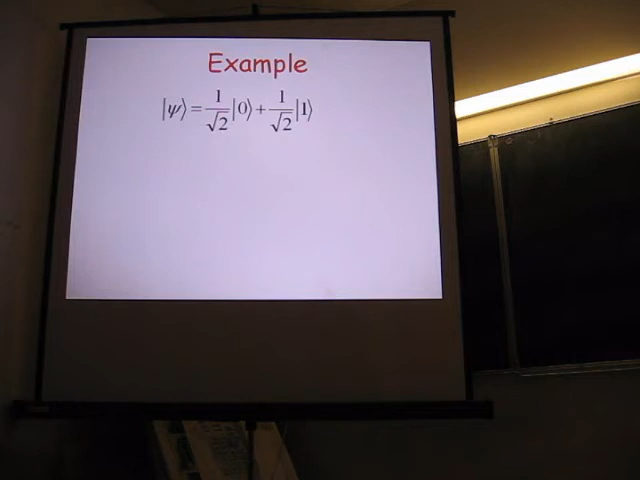 Example
|ψ⟩ = 1/√2 |0⟩ + 1/√2 |1⟩